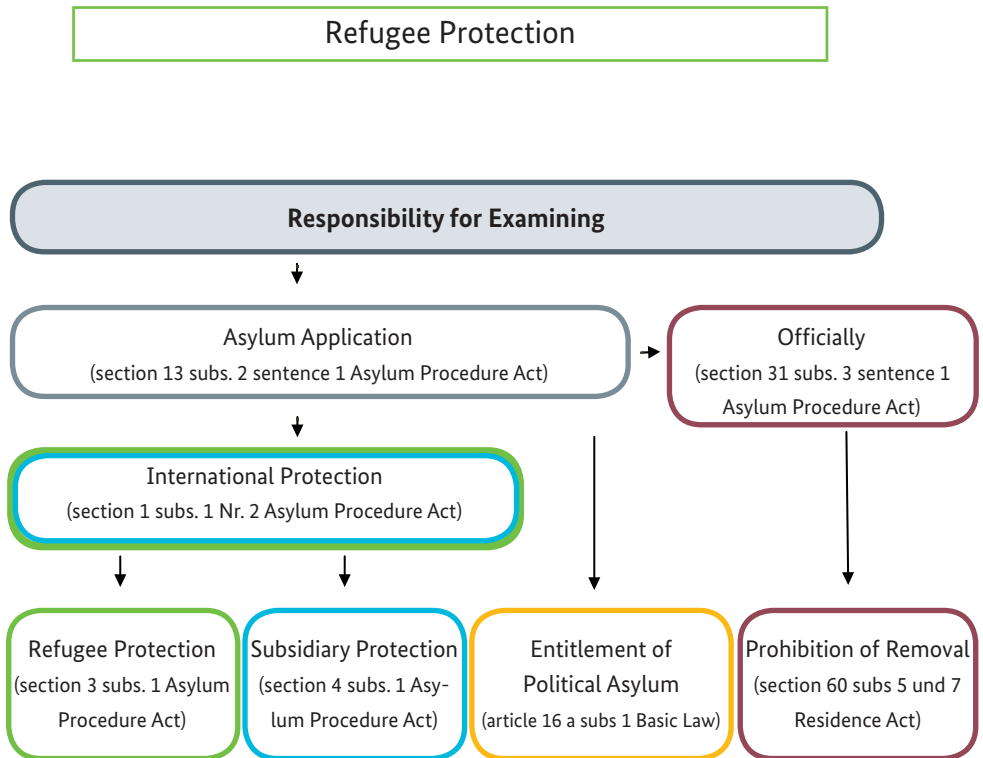 Refugee Protection
Responsibility for Examining
Asylum Application
(section 13 subs. 2 sentence 1 Asylum Procedure Act)
Officially
(section 31 subs. 3 sentence 1
Asylum Procedure Act)
International Protection
(section 1 subs. 1 Nr. 2 Asylum Procedure Act)
Refugee Protection
(section 3 subs. 1 Asylum
Procedure Act)
Subsidiary Protection
(section 4 subs. 1 Asy-
lum Procedure Act)
Entitlement of
Political Asylum
(article 16 a subs 1 Basic Law)
Prohibition of Removal
(section 60 subs 5 und 7
Residence Act)